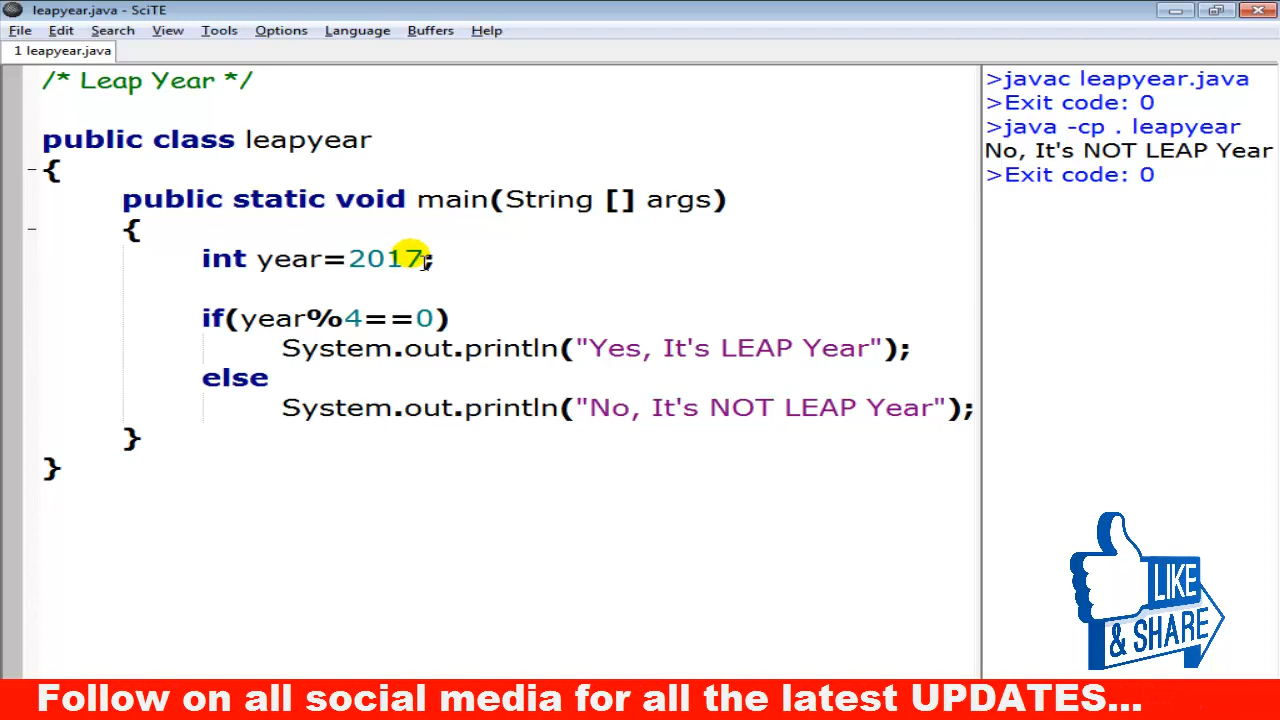 leapyear.java - SciTE
File Edit Search View Tools Options Language Buffers Help
1 leapyear.java
/* Leap Year */
public class leapyear
{
public static void main(String [] args)
{
int year=2017;
if(year%4==0)
System.out.println("Yes, It's LEAP Year");
else
System.out.println("No, It's NOT LEAP Year");
}
}
>javac leapyear.java
>Exit code: 0
>java -cp . leapyear
No, It's NOT LEAP Year
>Exit code: 0
LIKE
& SHARE
Follow on all social media for all the latest UPDATES...